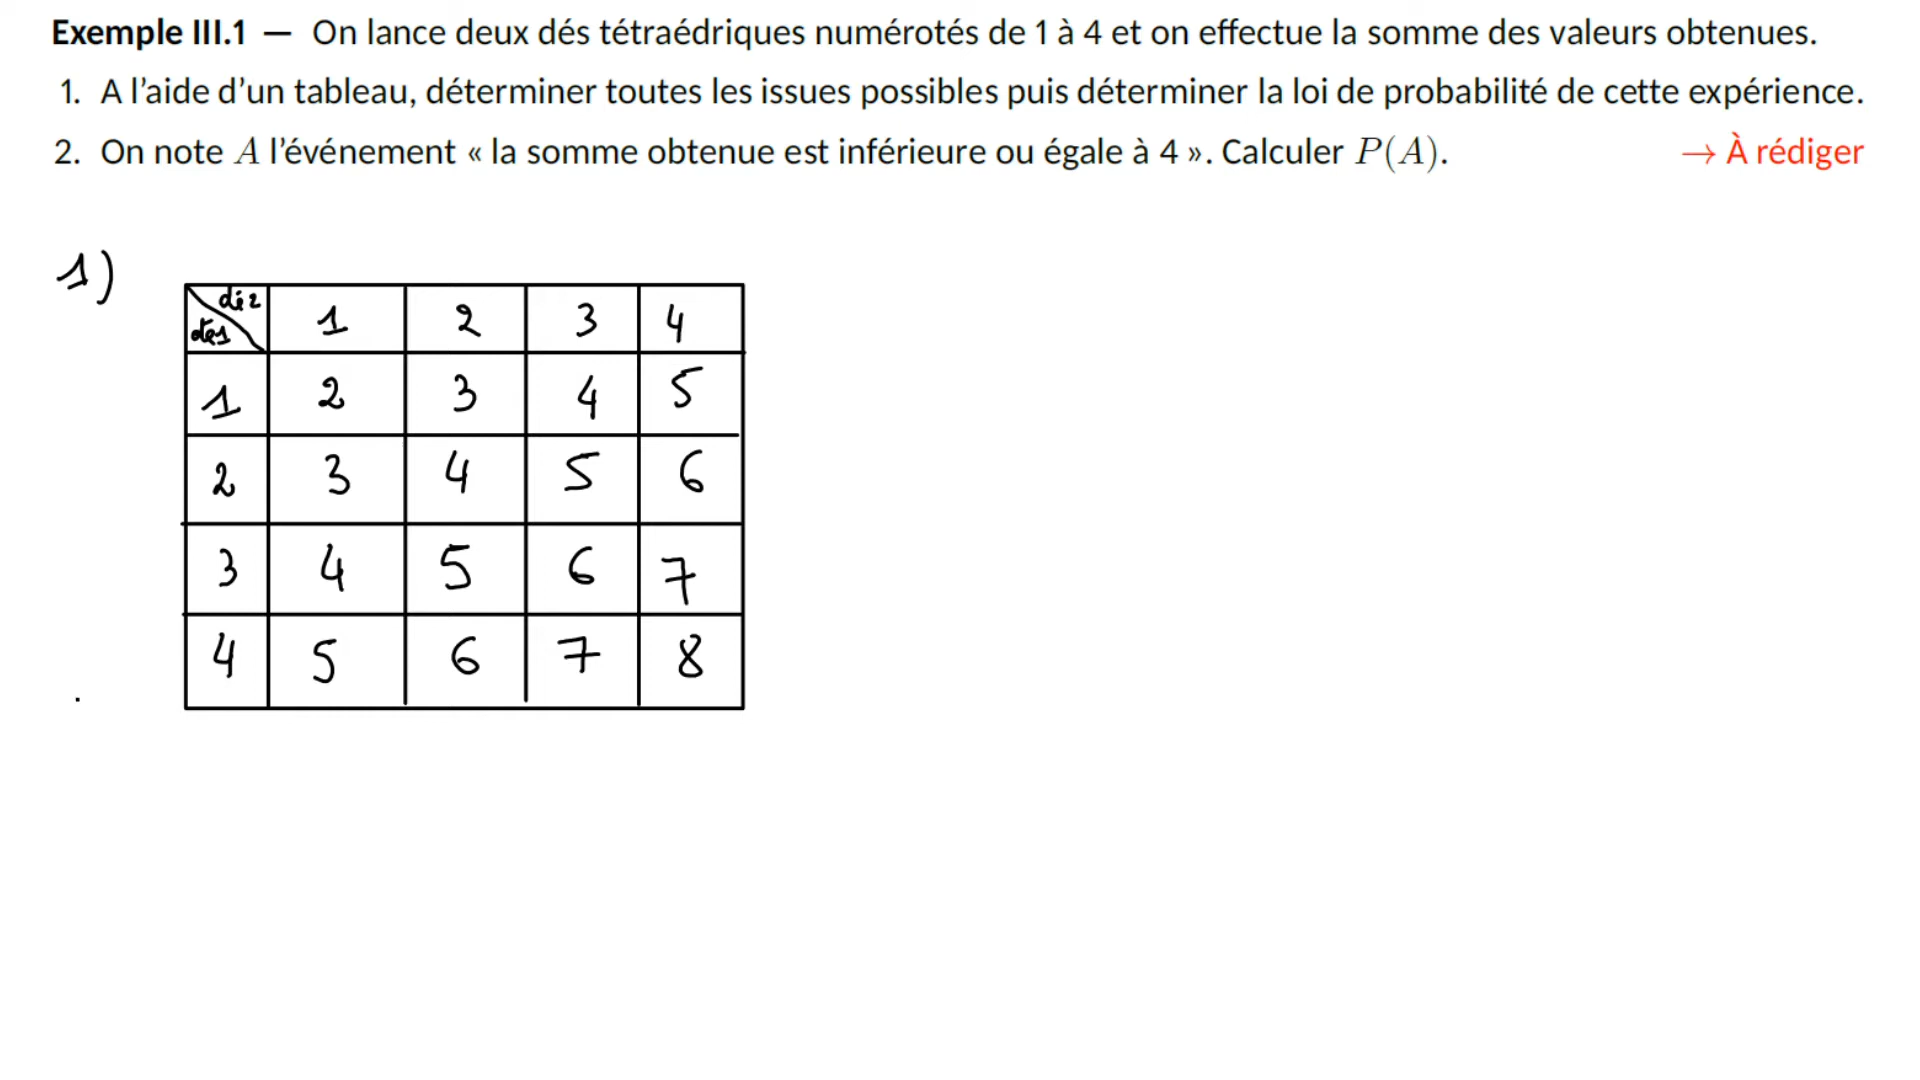 Exemple III.1 — On lance deux dés tétraédriques numérotés de 1 à 4 et on effectue la somme des valeurs obtenues.
1. A l’aide d’un tableau, déterminer toutes les issues possibles puis déterminer la loi de probabilité de cette expérience.
2. On note A l’événement « la somme obtenue est inférieure ou égale à 4 ». Calculer P(A). → À rédiger
1)
dé2
dé1 1 2 3 4
1 2 3 4 5
2 3 4 5 6
3 4 5 6 7
4 5 6 7 8